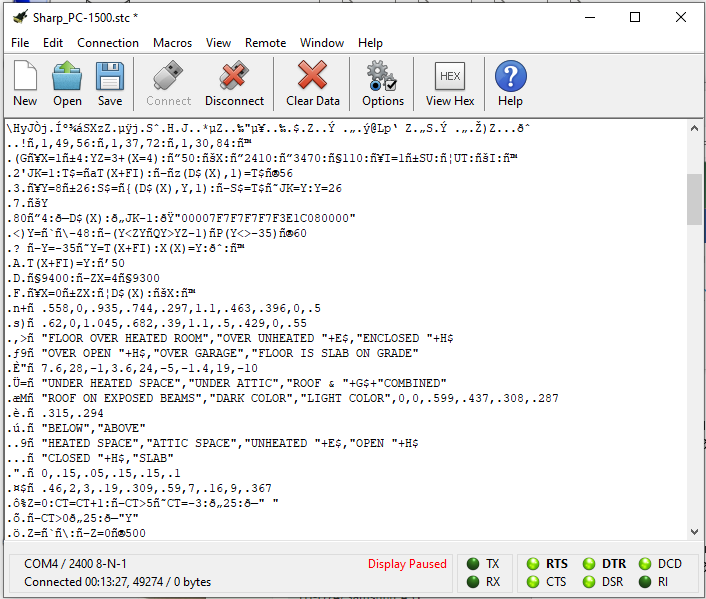 Sharp_PC-1500.stc *
File Edit Connection Macros View Remote Window Help
New Open Save Connect Disconnect Clear Data Options HEX View Hex ? Help
\HyJÒj.Íº¾áSXzZ.µÿj.Sˆ.H.J..*µZ..‰"µ¥..‰.$.Z..Ý .„.ý@Lp‘ Z.„S.Ý .„.Ž)Z...ðˆ
..!ñ‚1,49,56:ñ‚1,37,72:ñ‚1,30,84:ñ™
.(Gñ¥X=1ñ±4:YZ=3+(X=4):ñ”50:ñšX:ñ”2410:ñ”3470:ñ§110:ñ¥I=1ñ±SU:ñ¦UT:ñšI:ñ™
.2'JK=1:T$=ñaT(X+FI):ñ–ñz(D$(X),1)=T$ñ®56
.3.ñ¥Y=8ñ±26:S$=ñ{(D$(X),Y,1):ñ–S$=T$ñ˜JK=Y:Y=26
.7.ñšY
.80ñ”4:ð—D$(X):ð„JK-1:ðŸ"00007F7F7F7F7F3E1C080000"
.<)Y=ñ`ñ\-48:ñ–(Y<ZYñQY>YZ-1)ñP(Y<>-35)ñ®60
.? ñ–Y=-35ñ˜Y=T(X+FI):X(X)=Y:ðˆ:ñ™
.A.T(X+FI)=Y:ñ’50
.D.ñ§9400:ñ–ZX=4ñ§9300
.F.ñ¥X=0ñ±ZX:ñ¦D$(X):ñšX:ñ™
.n+ñ .558,0,.935,.744,.297,1.1,.463,.396,0,.5
.s)ñ .62,0,1.045,.682,.39,1.1,.5,.429,0,.55
.‚>ñ "FLOOR OVER HEATED ROOM","OVER UNHEATED "+E$,"ENCLOSED "+H$
.ƒ9ñ "OVER OPEN "+H$,"OVER GARAGE","FLOOR IS SLAB ON GRADE"
.È"ñ 7.6,28,-1,3.6,24,-5,-1.4,19,-10
.Ü=ñ "UNDER HEATED SPACE","UNDER ATTIC","ROOF & "+G$+"COMBINED"
.æMñ "ROOF ON EXPOSED BEAMS","DARK COLOR","LIGHT COLOR",0,0,.599,.437,.308,.287
.è.ñ .315,.294
.ú.ñ "BELOW","ABOVE"
..9ñ "HEATED SPACE","ATTIC SPACE","UNHEATED "+E$,"OPEN "+H$
...ñ "CLOSED "+H$,"SLAB"
.".ñ 0,.15,.05,.15,.15,.1
.¤$ñ .46,2,3,.19,.309,.59,7,.16,9,.367
.ô%Z=0:CT=CT+1:ñ–CT>5ñ˜CT=-3:ð„25:ð—" "
.õ.ñ–CT>0ð„25:ð—"Y"
.ö.Z=ñ`ñ\:ñ–Z=0ñ®500
COM4 / 2400 8-N-1 Display Paused TX RTS DTR DCD
Connected 00:13:27, 49274 / 0 bytes RX CTS DSR RI